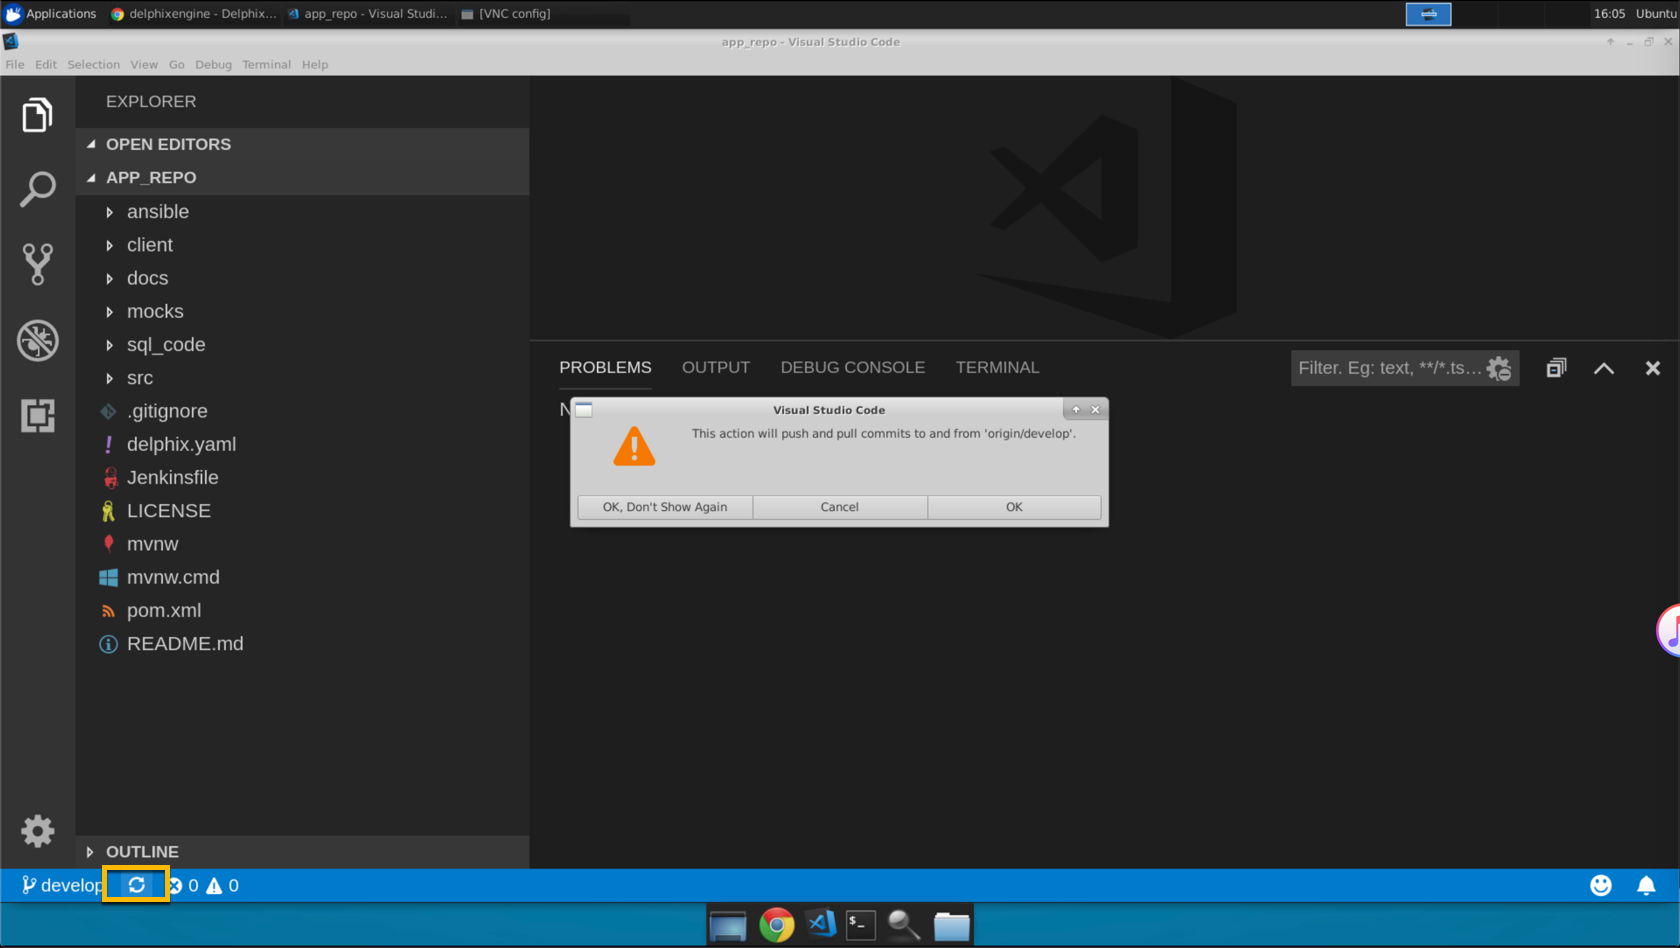 Applications delphixengine - Delphix... app_repo - Visual Studi... [VNC config] 16:05 Ubuntu
app_repo - Visual Studio Code
File Edit Selection View Go Debug Terminal Help
EXPLORER
OPEN EDITORS
APP_REPO
ansible
client
docs
mocks
sql_code
src
.gitignore
delphix.yaml
Jenkinsfile
LICENSE
mvnw
mvnw.cmd
pom.xml
README.md
OUTLINE
PROBLEMS OUTPUT DEBUG CONSOLE TERMINAL Filter. Eg: text, **/*.ts...
N
Visual Studio Code
This action will push and pull commits to and from 'origin/develop'.
OK, Don't Show Again Cancel OK
develop 0 0
$_